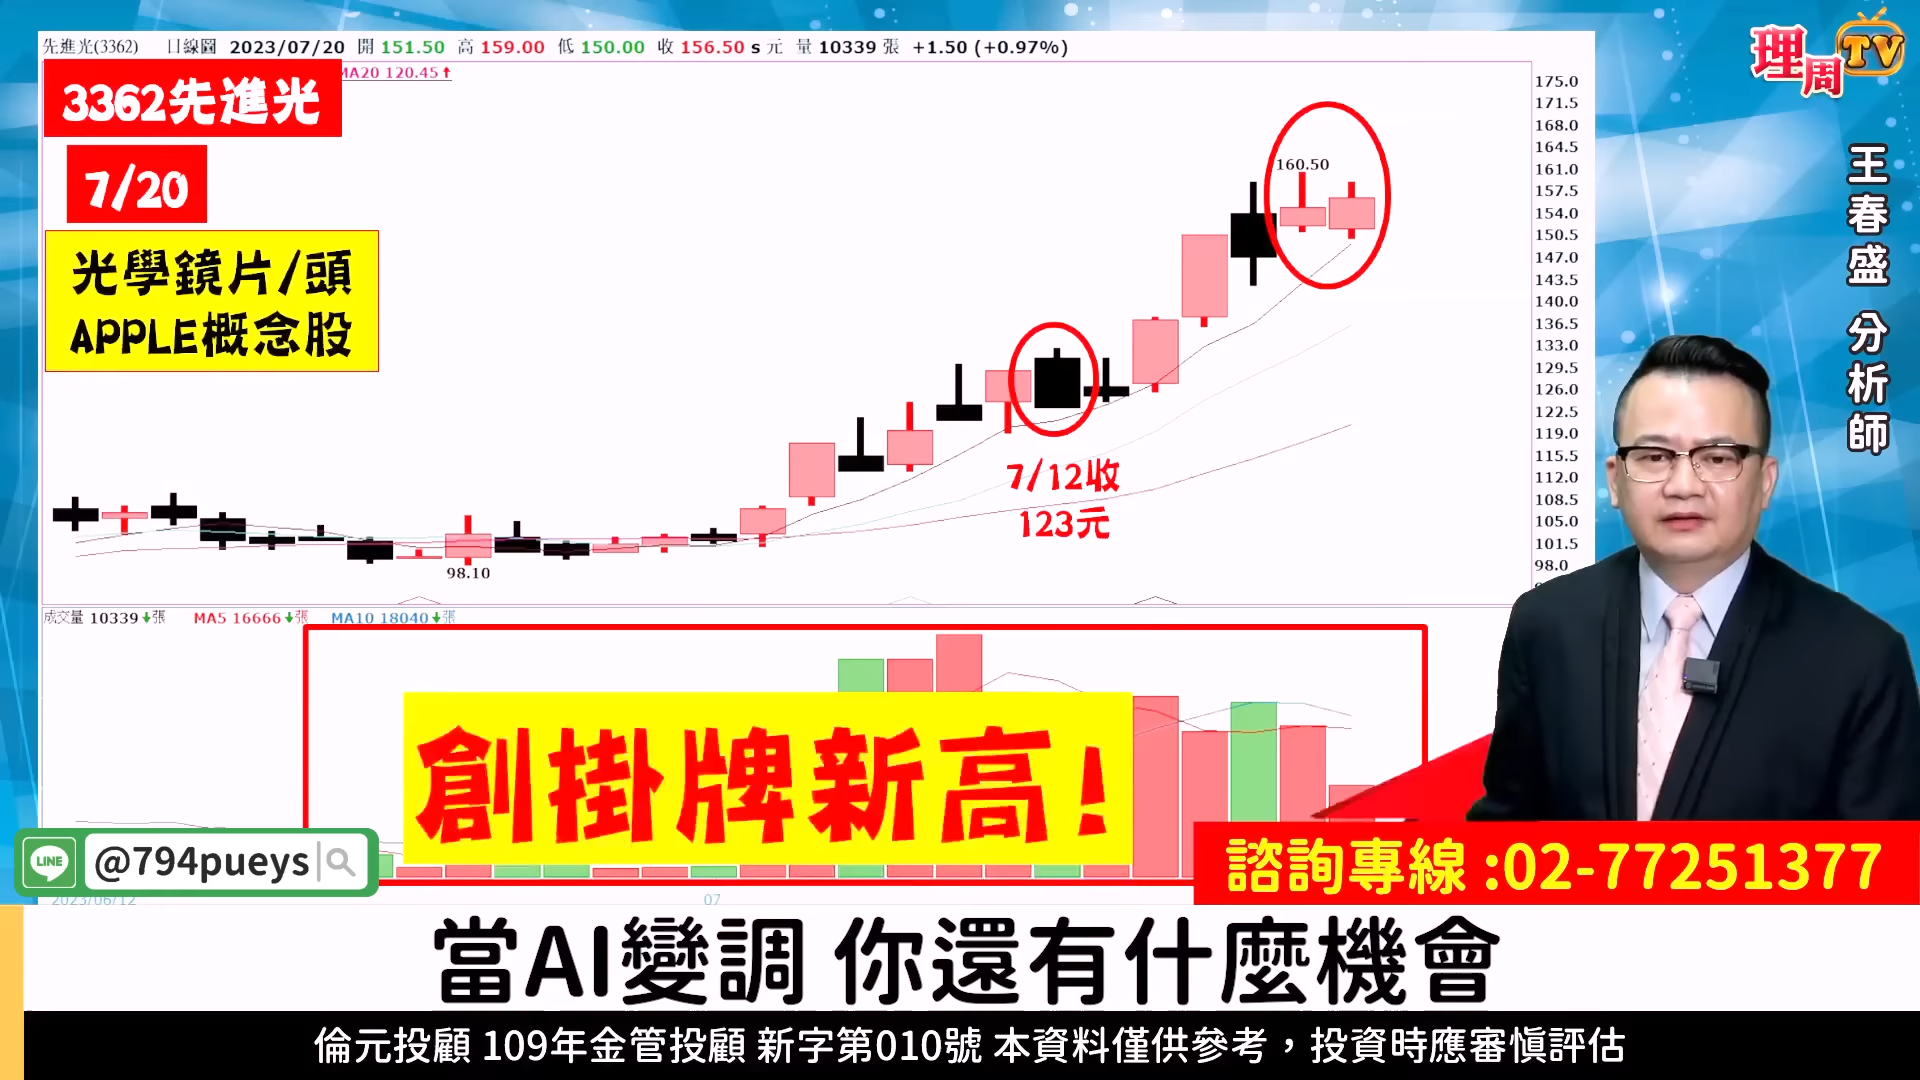 先進光(3362) 日線圖 2023/07/20 開 151.50 高 159.00 低 150.00 收 156.50 s 元 量 10339 張 +1.50 (+0.97%)
MA20 120.45↑
3362先進光
7/20
光學鏡片/頭
APPLE概念股
理周TV
王春盛 分析師
175.0
171.5
168.0
164.5
161.0
157.5
154.0
150.5
147.0
143.5
140.0
136.5
133.0
129.5
126.0
122.5
119.0
115.5
112.0
108.5
105.0
101.5
98.0
160.50
7/12收
123元
98.10
成交量 10339↓張 MA5 16666↓張 MA10 18040↓張
創掛牌新高!
LINE @794pueys
2023/06/12
07
諮詢專線:02-77251377
當AI變調 你還有什麼機會
倫元投顧 109年金管投顧 新字第010號 本資料僅供參考，投資時應審慎評估